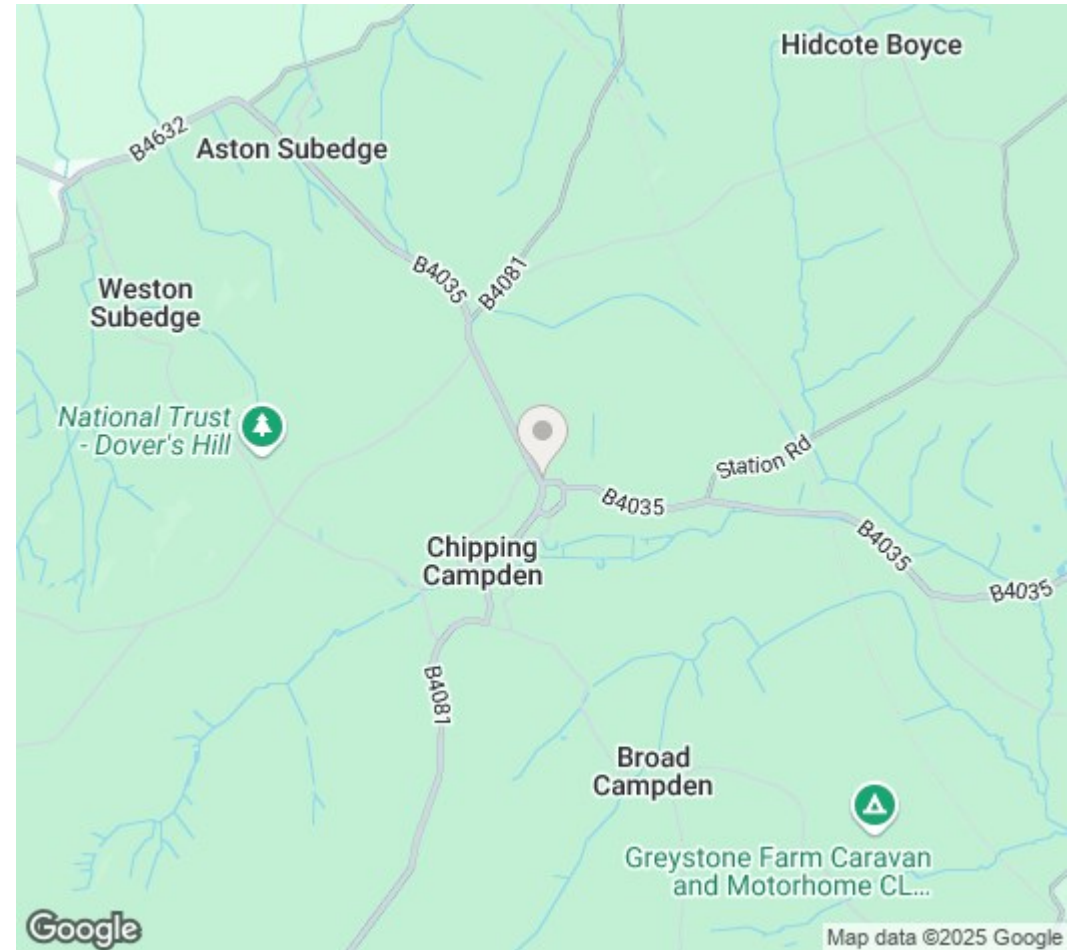 Hidcote Boyce
B4632
Aston Subedge
B4035
B4081
Weston
Subedge
National Trust
- Dover's Hill
Station Rd
B4035
B4035
B4035
Chipping
Campden
B4081
Broad
Campden
Greystone Farm Caravan
and Motorhome CL...
Google
Map data ©2025 Google